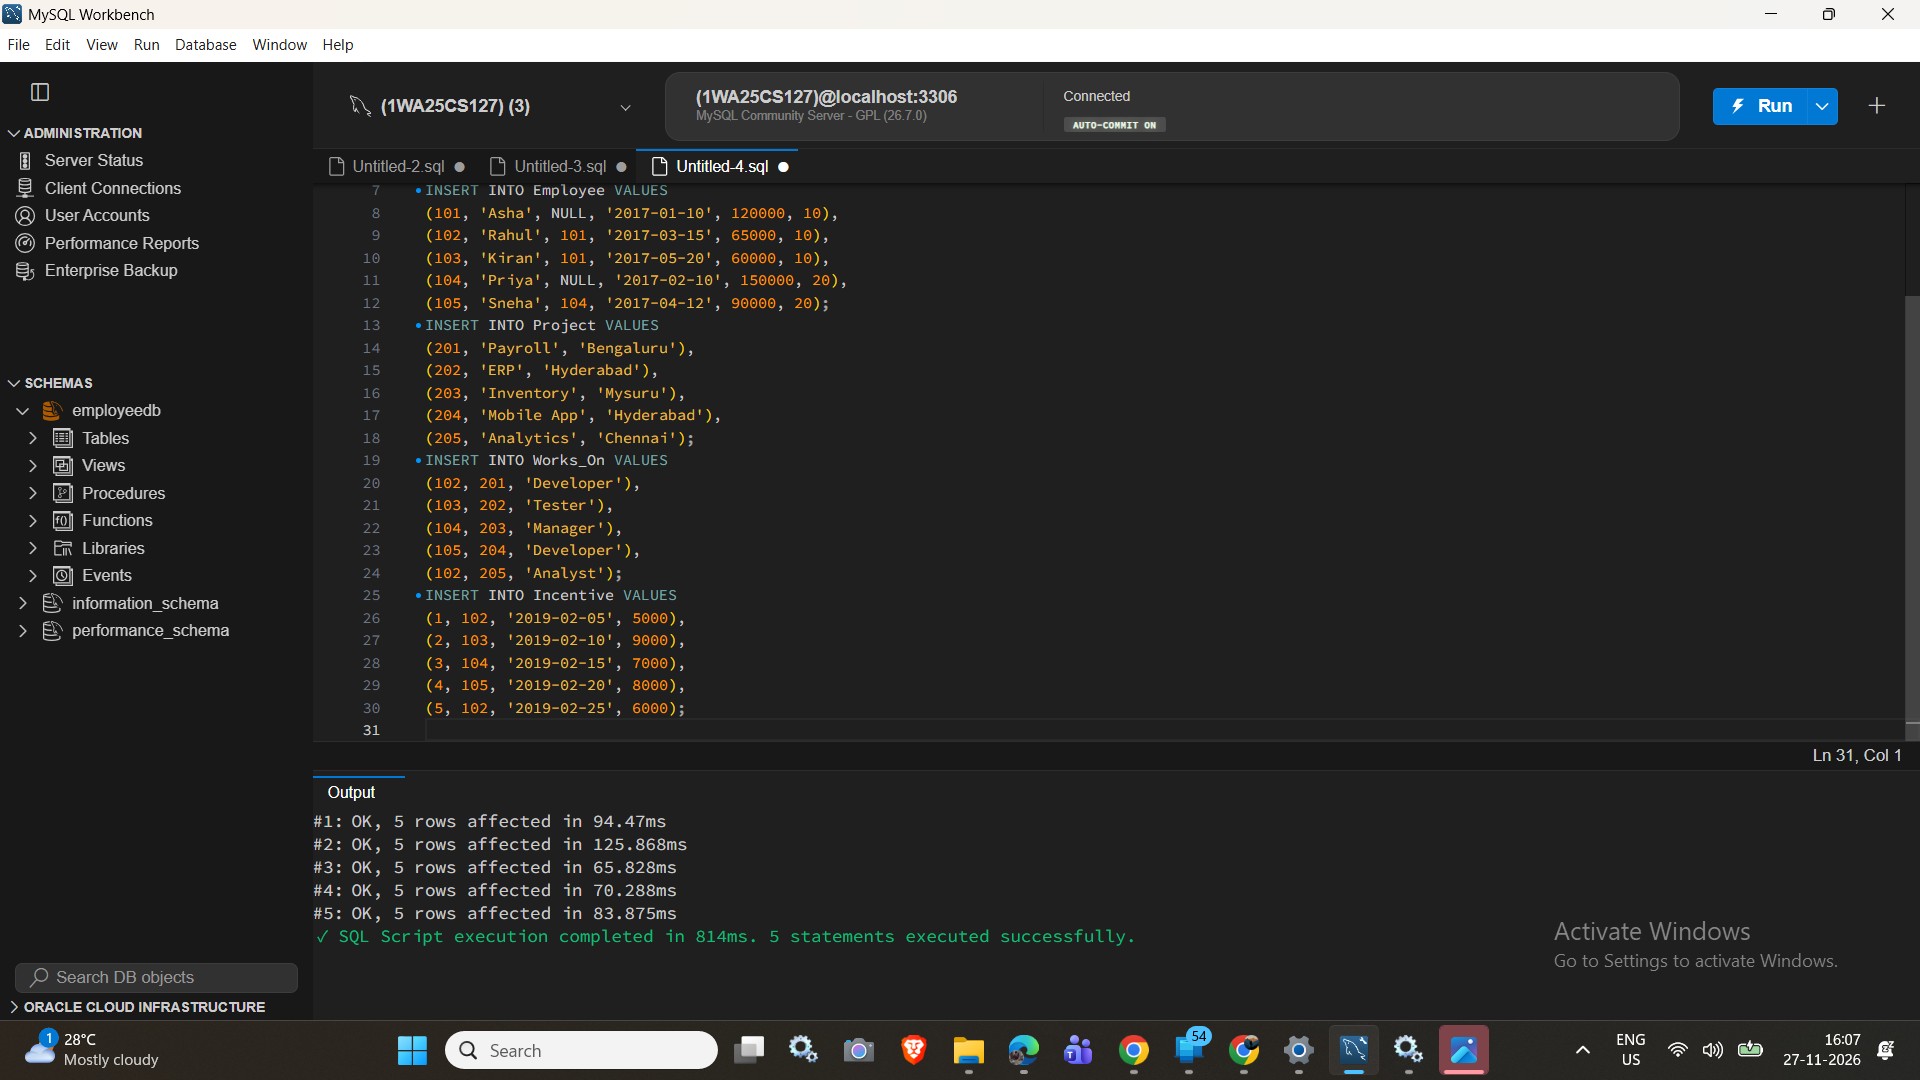 MySQL Workbench
File Edit View Run Database Window Help
(1WA25CS127) (3)
(1WA25CS127)@localhost:3306
MySQL Community Server - GPL (26.7.0)
Connected
AUTO-COMMIT ON
Run
ADMINISTRATION
Server Status
Client Connections
User Accounts
Performance Reports
Enterprise Backup
SCHEMAS
employeedb
Tables
Views
Procedures
Functions
Libraries
Events
information_schema
performance_schema
Search DB objects
ORACLE CLOUD INFRASTRUCTURE
Untitled-2.sql Untitled-3.sql Untitled-4.sql
7 INSERT INTO Employee VALUES
8 (101, 'Asha', NULL, '2017-01-10', 120000, 10),
9 (102, 'Rahul', 101, '2017-03-15', 65000, 10),
10 (103, 'Kiran', 101, '2017-05-20', 60000, 10),
11 (104, 'Priya', NULL, '2017-02-10', 150000, 20),
12 (105, 'Sneha', 104, '2017-04-12', 90000, 20);
13 INSERT INTO Project VALUES
14 (201, 'Payroll', 'Bengaluru'),
15 (202, 'ERP', 'Hyderabad'),
16 (203, 'Inventory', 'Mysuru'),
17 (204, 'Mobile App', 'Hyderabad'),
18 (205, 'Analytics', 'Chennai');
19 INSERT INTO Works_On VALUES
20 (102, 201, 'Developer'),
21 (103, 202, 'Tester'),
22 (104, 203, 'Manager'),
23 (105, 204, 'Developer'),
24 (102, 205, 'Analyst');
25 INSERT INTO Incentive VALUES
26 (1, 102, '2019-02-05', 5000),
27 (2, 103, '2019-02-10', 9000),
28 (3, 104, '2019-02-15', 7000),
29 (4, 105, '2019-02-20', 8000),
30 (5, 102, '2019-02-25', 6000);
31
Ln 31, Col 1
Output
#1: OK, 5 rows affected in 94.47ms
#2: OK, 5 rows affected in 125.868ms
#3: OK, 5 rows affected in 65.828ms
#4: OK, 5 rows affected in 70.288ms
#5: OK, 5 rows affected in 83.875ms
✓ SQL Script execution completed in 814ms. 5 statements executed successfully.
Activate Windows
Go to Settings to activate Windows.
1
28°C
Mostly cloudy
Search
54
ENG
US
16:07
27-11-2026